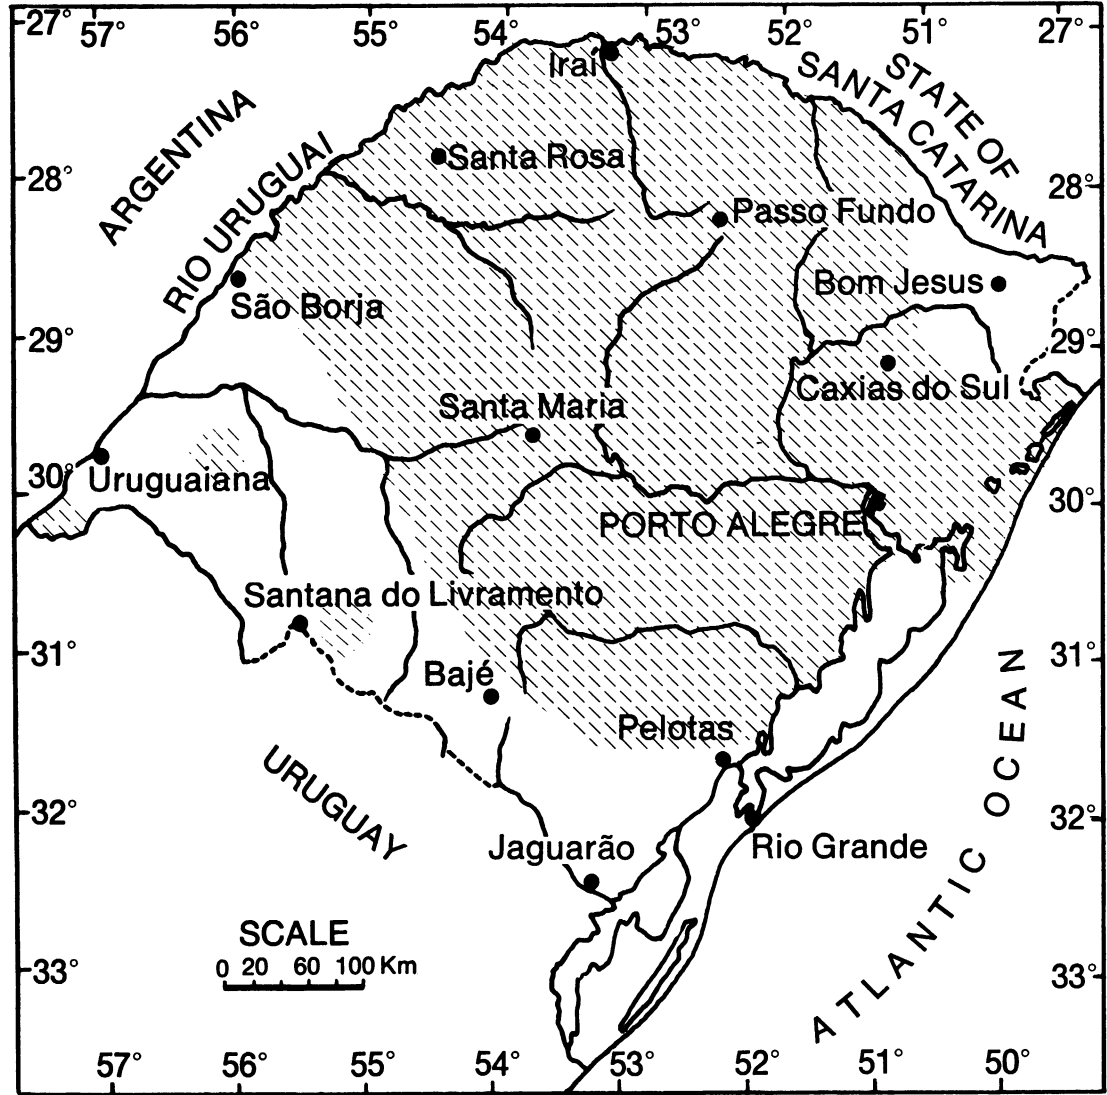 27°
57°
56°
55°
54°
53°
52°
51°
27°
Iraí
STATE OF
SANTA CATARINA
ARGENTINA
RIO URUGUAI
Santa Rosa
28°
28°
Passo Fundo
Bom Jesus
São Borja
29°
29°
Caxias do Sul
Santa Maria
30°
Uruguaiana
30°
PORTO ALEGRE
Santana do Livramento
31°
31°
Bajé
Pelotas
URUGUAY
ATLANTIC OCEAN
32°
32°
Jaguarão
Rio Grande
SCALE
0 20 60 100 Km
33°
33°
57°
56°
55°
54°
53°
52°
51°
50°